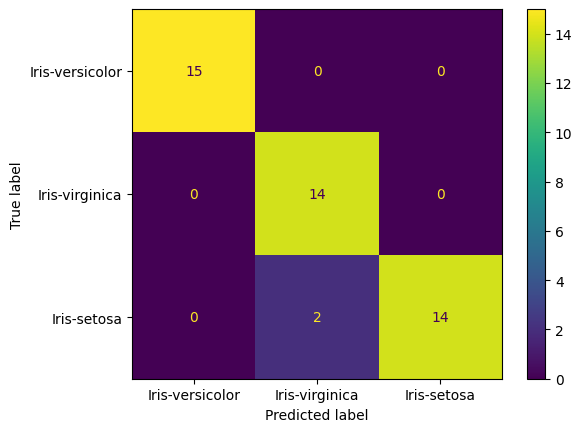 Iris-versicolor 15 0 0
Iris-virginica 0 14 0
Iris-setosa 0 2 14
Iris-versicolor Iris-virginica Iris-setosa
Predicted label
True label
14
12
10
8
6
4
2
0